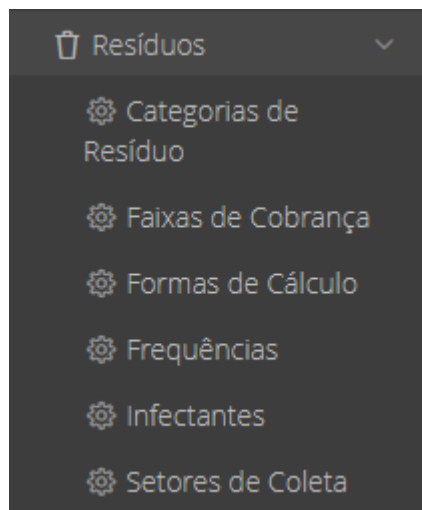 Resíduos
Categorias de
Resíduo
Faixas de Cobrança
Formas de Cálculo
Frequências
Infectantes
Setores de Coleta